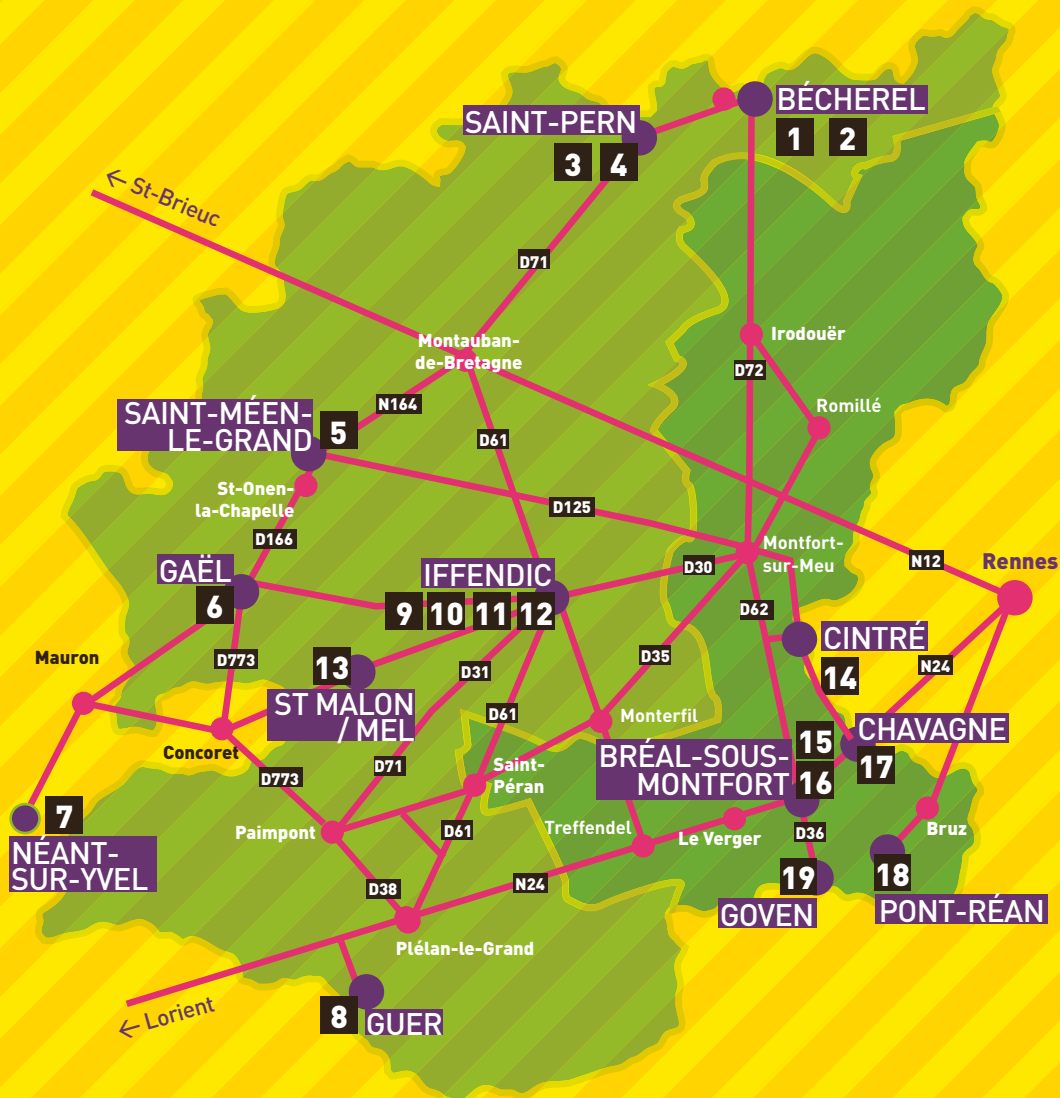 BÉCHEREL
1 2
SAINT-PERN
3 4
← St-Brieuc
D71
Montauban-
de-Bretagne
Irodouër
D72
Romillé
N164
SAINT-MÉEN-
LE-GRAND
5
D61
St-Onen-
la-Chapelle
D125
D166
Montfort-
sur-Meu
N12
Rennes
GAËL
6
IFFENDIC
9 10 11 12
D30
D62
CINTRÉ
14
Mauron
D773
13
ST MALON
/ MEL
D31
D35
N24
D61
Monterfil
CHAVAGNE
17
15
16
BRÉAL-SOUS-
MONTFORT
Concoret
D773
D71
Saint-
Péran
7
NÉANT-
SUR-YVEL
Paimpont
D61
Treffendel
Le Verger
D36
Bruz
D38
N24
19
GOVEN
18
PONT-RÉAN
Plélan-le-Grand
← Lorient
8
GUER